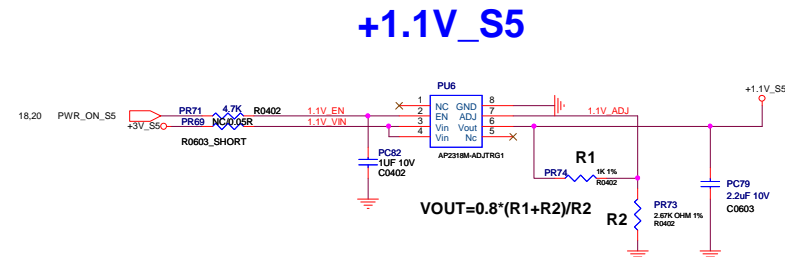 +1.1V_S5
+1.1V_S5
PU6
18,20 PWR_ON_S5
PR71 4.7K R0402
1.1V_EN
+3V_S5
PR69 NC/0.05R
1.1V_VIN
R0603_SHORT
1 NC GND 8
2 EN ADJ 7
3 Vin Vout 6
4 Vin Nc 5
1.1V_ADJ
AP2318M-ADJTRG1
PC82
1UF 10V
C0402
R1
PR74 1K 1%
R0402
PC79
2.2uF 10V
C0603
VOUT=0.8*(R1+R2)/R2
R2
PR73
2.67K OHM 1%
R0402